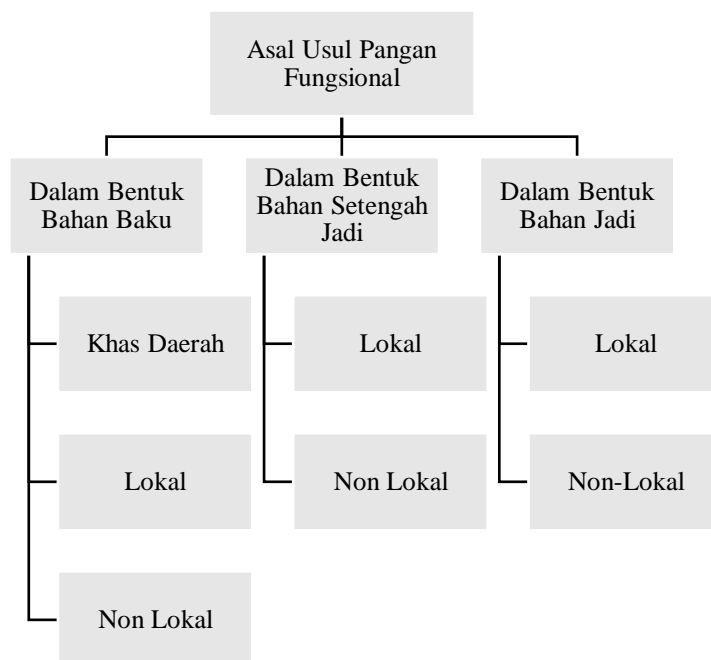 Asal Usul Pangan
Fungsional
Dalam Bentuk
Bahan Baku
Khas Daerah
Lokal
Non Lokal
Dalam Bentuk
Bahan Setengah
Jadi
Lokal
Non Lokal
Dalam Bentuk
Bahan Jadi
Lokal
Non-Lokal